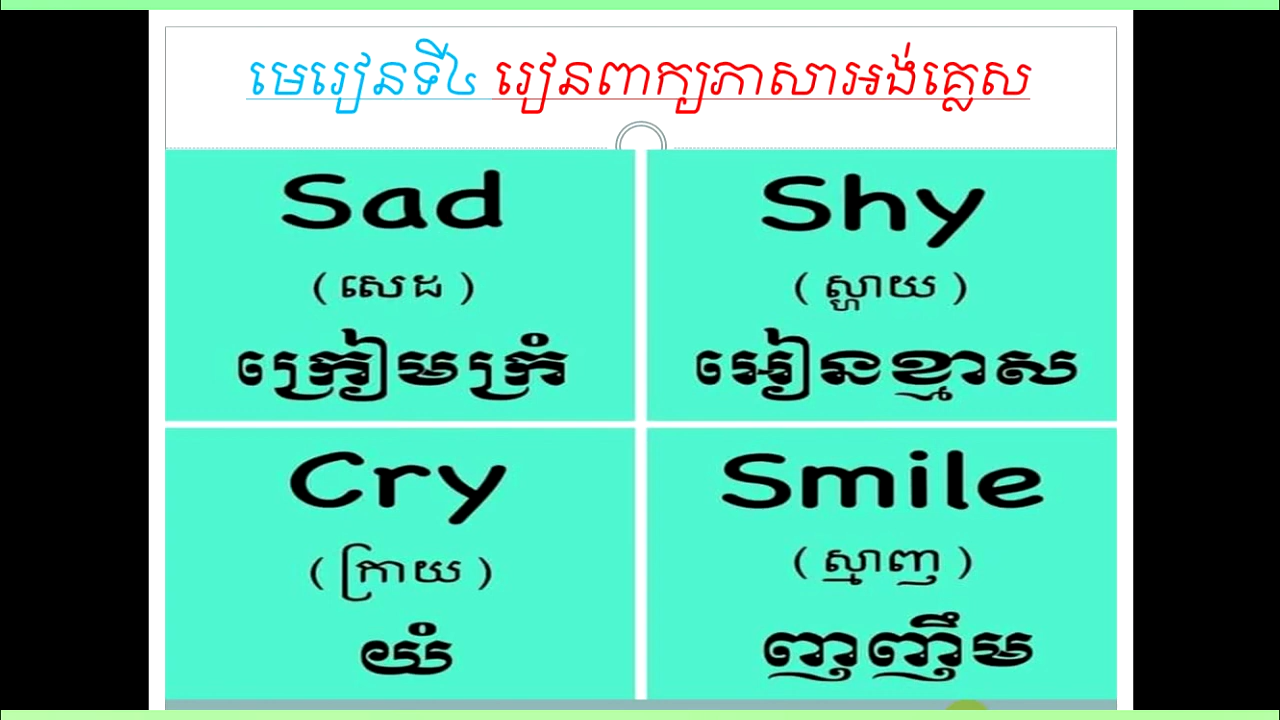 មេរៀនទី៤ រៀនពាក្យភាសាអង់គ្លេស
Sad
( សេដ )
ក្រៀមក្រំ
Shy
( ស្ហាយ )
អៀនខ្មាស
Cry
( ក្រាយ )
យំ
Smile
( ស្មាញ )
ញញឹម